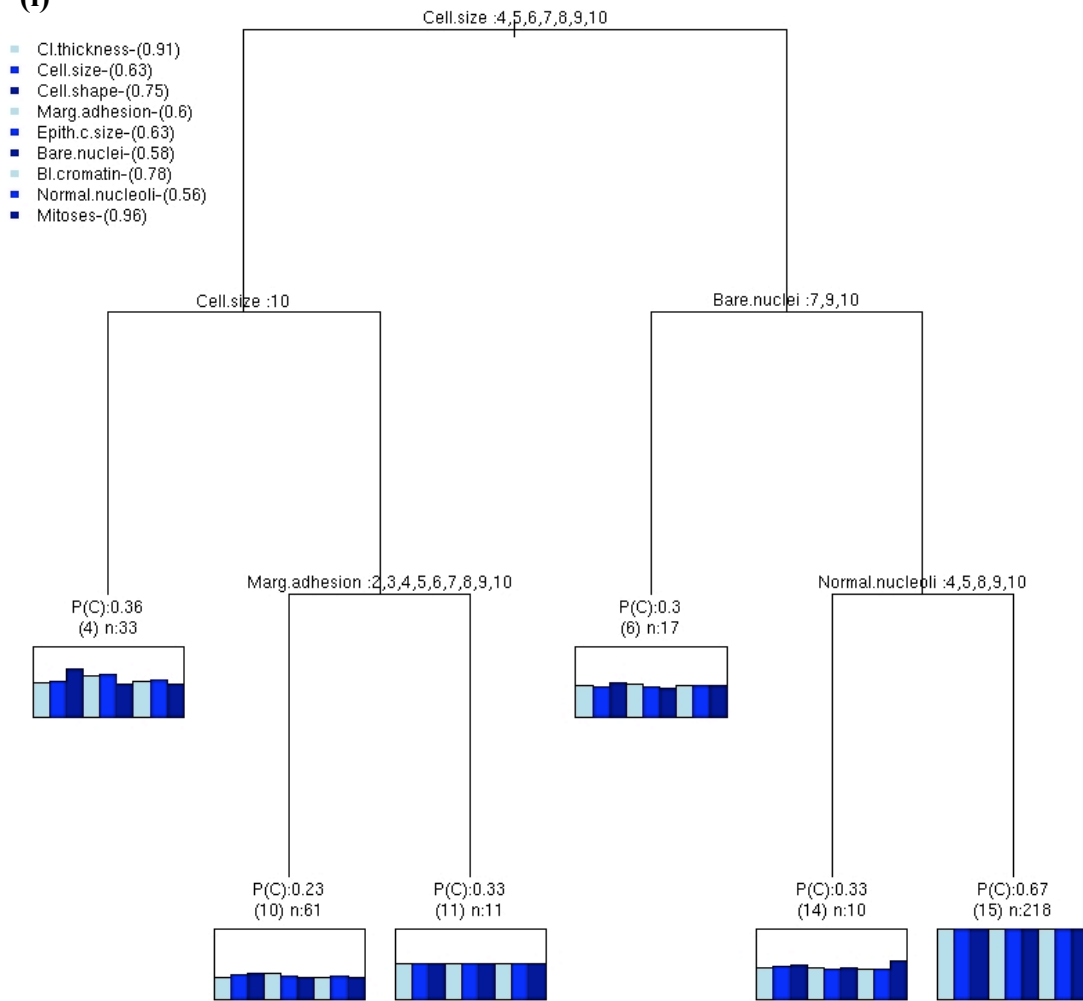 (i)
Cell.size :4,5,6,7,8,9,10
Cl.thickness-(0.91)
Cell.size-(0.63)
Cell.shape-(0.75)
Marg.adhesion-(0.6)
Epith.c.size-(0.63)
Bare.nuclei-(0.58)
Bl.cromatin-(0.78)
Normal.nucleoli-(0.56)
Mitoses-(0.96)
Cell.size :10
Bare.nuclei :7,9,10
Marg.adhesion :2,3,4,5,6,7,8,9,10
Normal.nucleoli :4,5,8,9,10
P(C):0.36
(4) n:33
P(C):0.3
(6) n:17
P(C):0.23
(10) n:61
P(C):0.33
(11) n:11
P(C):0.33
(14) n:10
P(C):0.67
(15) n:218